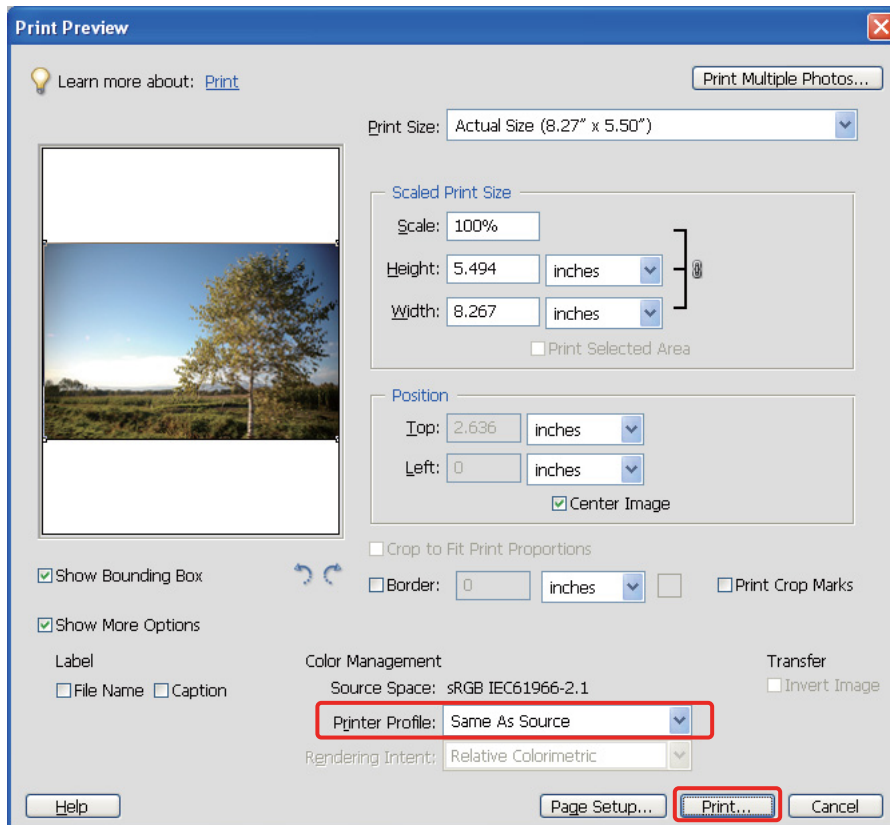 Print Preview
Learn more about: Print
Print Multiple Photos...
Print Size: Actual Size (8.27" x 5.50")
Scaled Print Size
Scale: 100%
Height: 5.494 inches
Width: 8.267 inches
Print Selected Area
Position
Top: 2.636 inches
Left: 0 inches
Center Image
Crop to Fit Print Proportions
Show Bounding Box
Border: 0 inches Print Crop Marks
Show More Options
Label Color Management Transfer
File Name Caption Source Space: sRGB IEC61966-2.1 Invert Image
Printer Profile: Same As Source
Rendering Intent: Relative Colorimetric
Help Page Setup... Print... Cancel